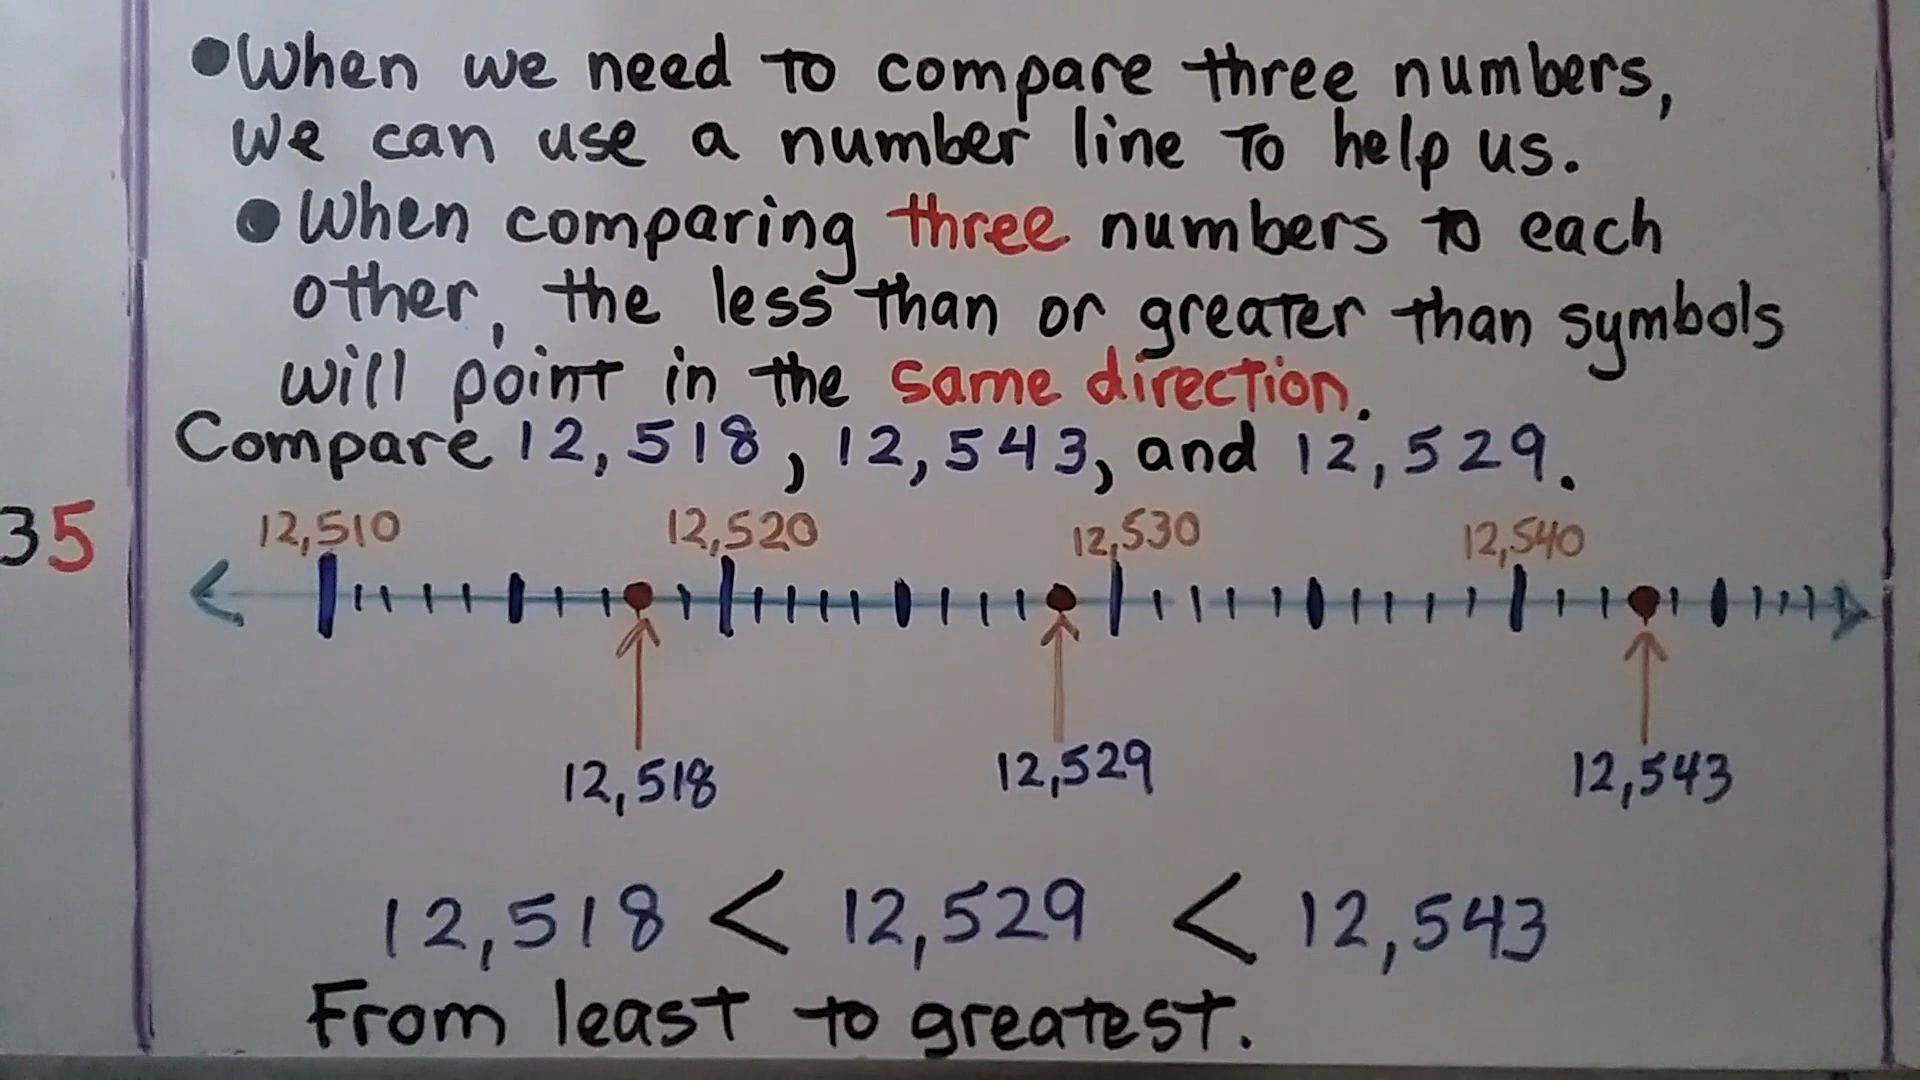 •When we need to compare three numbers,
we can use a number line to help us.
•When comparing three numbers to each
other, the less than or greater than symbols
will point in the same direction.
Compare 12,518, 12,543, and 12,529.
35
12,510 12,520 12,530 12,540
12,518 12,529 12,543
12,518 < 12,529 < 12,543
From least to greatest.